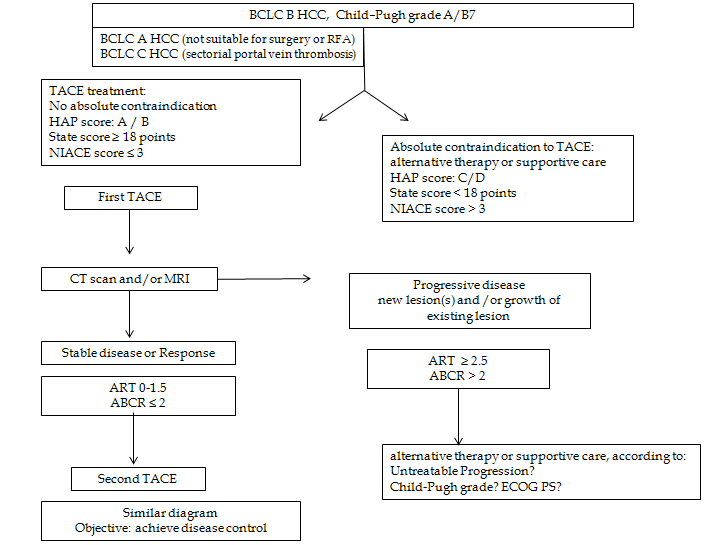 BCLC B HCC, Child–Pugh grade A/B7
BCLC A HCC (not suitable for surgery or RFA)
BCLC C HCC (sectorial portal vein thrombosis)
TACE treatment:
No absolute contraindication
HAP score: A / B
State score ≥ 18 points
NIACE score ≤ 3
Absolute contraindication to TACE:
alternative therapy or supportive care
HAP score: C/D
State score < 18 points
NIACE score > 3
First TACE
CT scan and/or MRI
Progressive disease
new lesion(s) and /or growth of
existing lesion
Stable disease or Response
ART ≥ 2.5
ABCR > 2
ART 0-1.5
ABCR ≤ 2
alternative therapy or supportive care, according to:
Untreatable Progression?
Child-Pugh grade? ECOG PS?
Second TACE
Similar diagram
Objective: achieve disease control